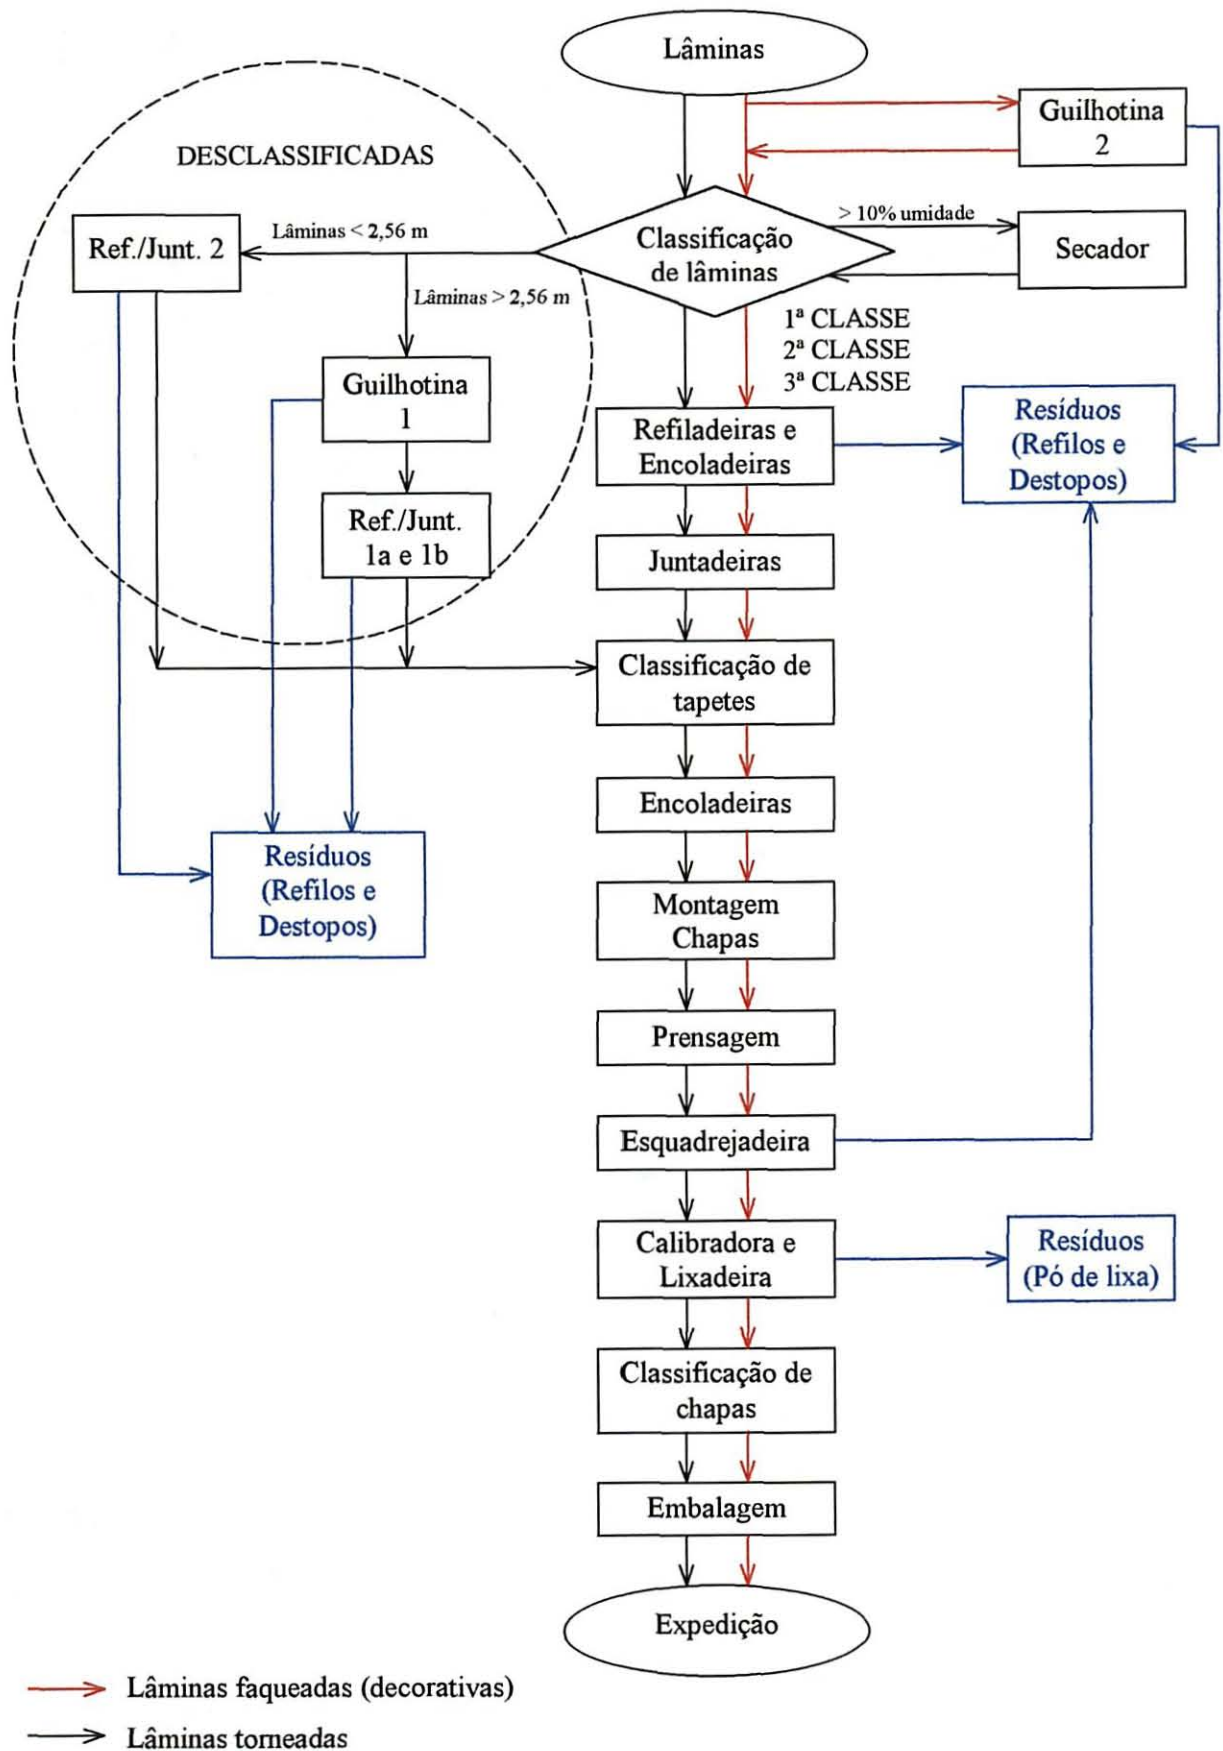 Lâminas
Guilhotina
2
DESCLASSIFICADAS
Ref./Junt. 2
Lâminas < 2,56 m
Classificação
de lâminas
> 10% umidade
Secador
Lâminas > 2,56 m
1ª CLASSE
2ª CLASSE
3ª CLASSE
Guilhotina
1
Refiladeiras e
Encoladeiras
Resíduos
(Refilos e
Destopos)
Ref./Junt.
1a e 1b
Juntadeiras
Classificação de
tapetes
Encoladeiras
Resíduos
(Refilos e
Destopos)
Montagem
Chapas
Prensagem
Esquadrejadeira
Calibradora e
Lixadeira
Resíduos
(Pó de lixa)
Classificação de
chapas
Embalagem
Expedição
Lâminas faqueadas (decorativas)
Lâminas torneadas